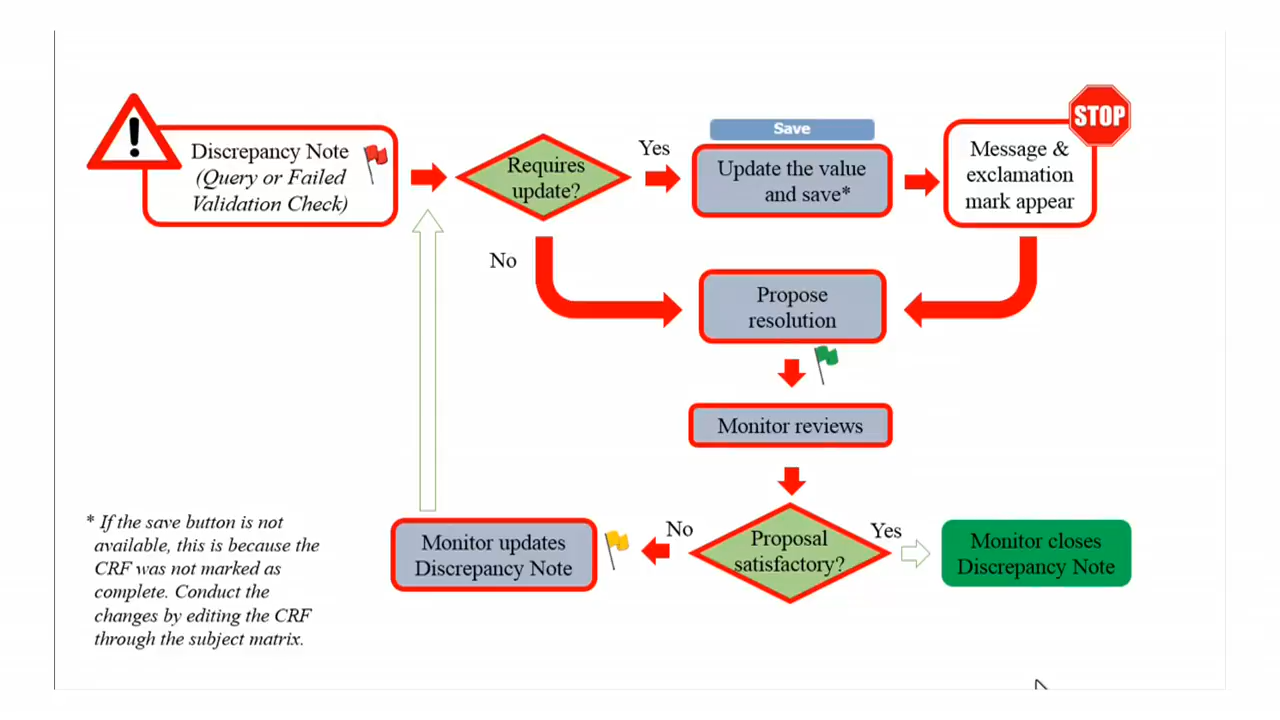 Discrepancy Note
(Query or Failed
Validation Check)
Requires
update?
Yes
Save
Update the value
and save*
STOP
Message &
exclamation
mark appear
No
Propose
resolution
Monitor reviews
Proposal
satisfactory?
No
Yes
Monitor updates
Discrepancy Note
Monitor closes
Discrepancy Note
* If the save button is not
available, this is because the
CRF was not marked as
complete. Conduct the
changes by editing the CRF
through the subject matrix.